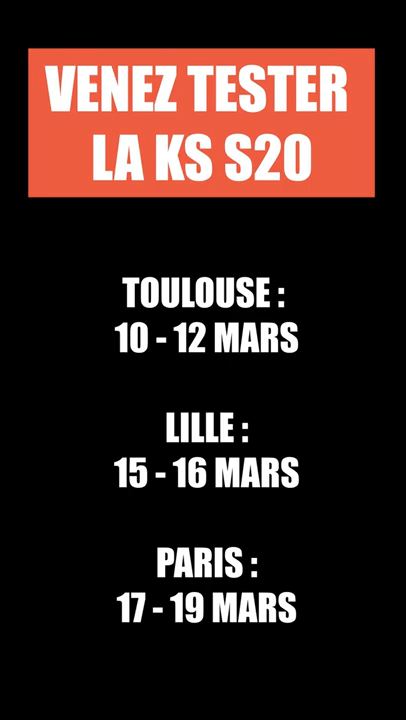 VENEZ TESTER
LA KS S20
TOULOUSE :
10 - 12 MARS
LILLE :
15 - 16 MARS
PARIS :
17 - 19 MARS